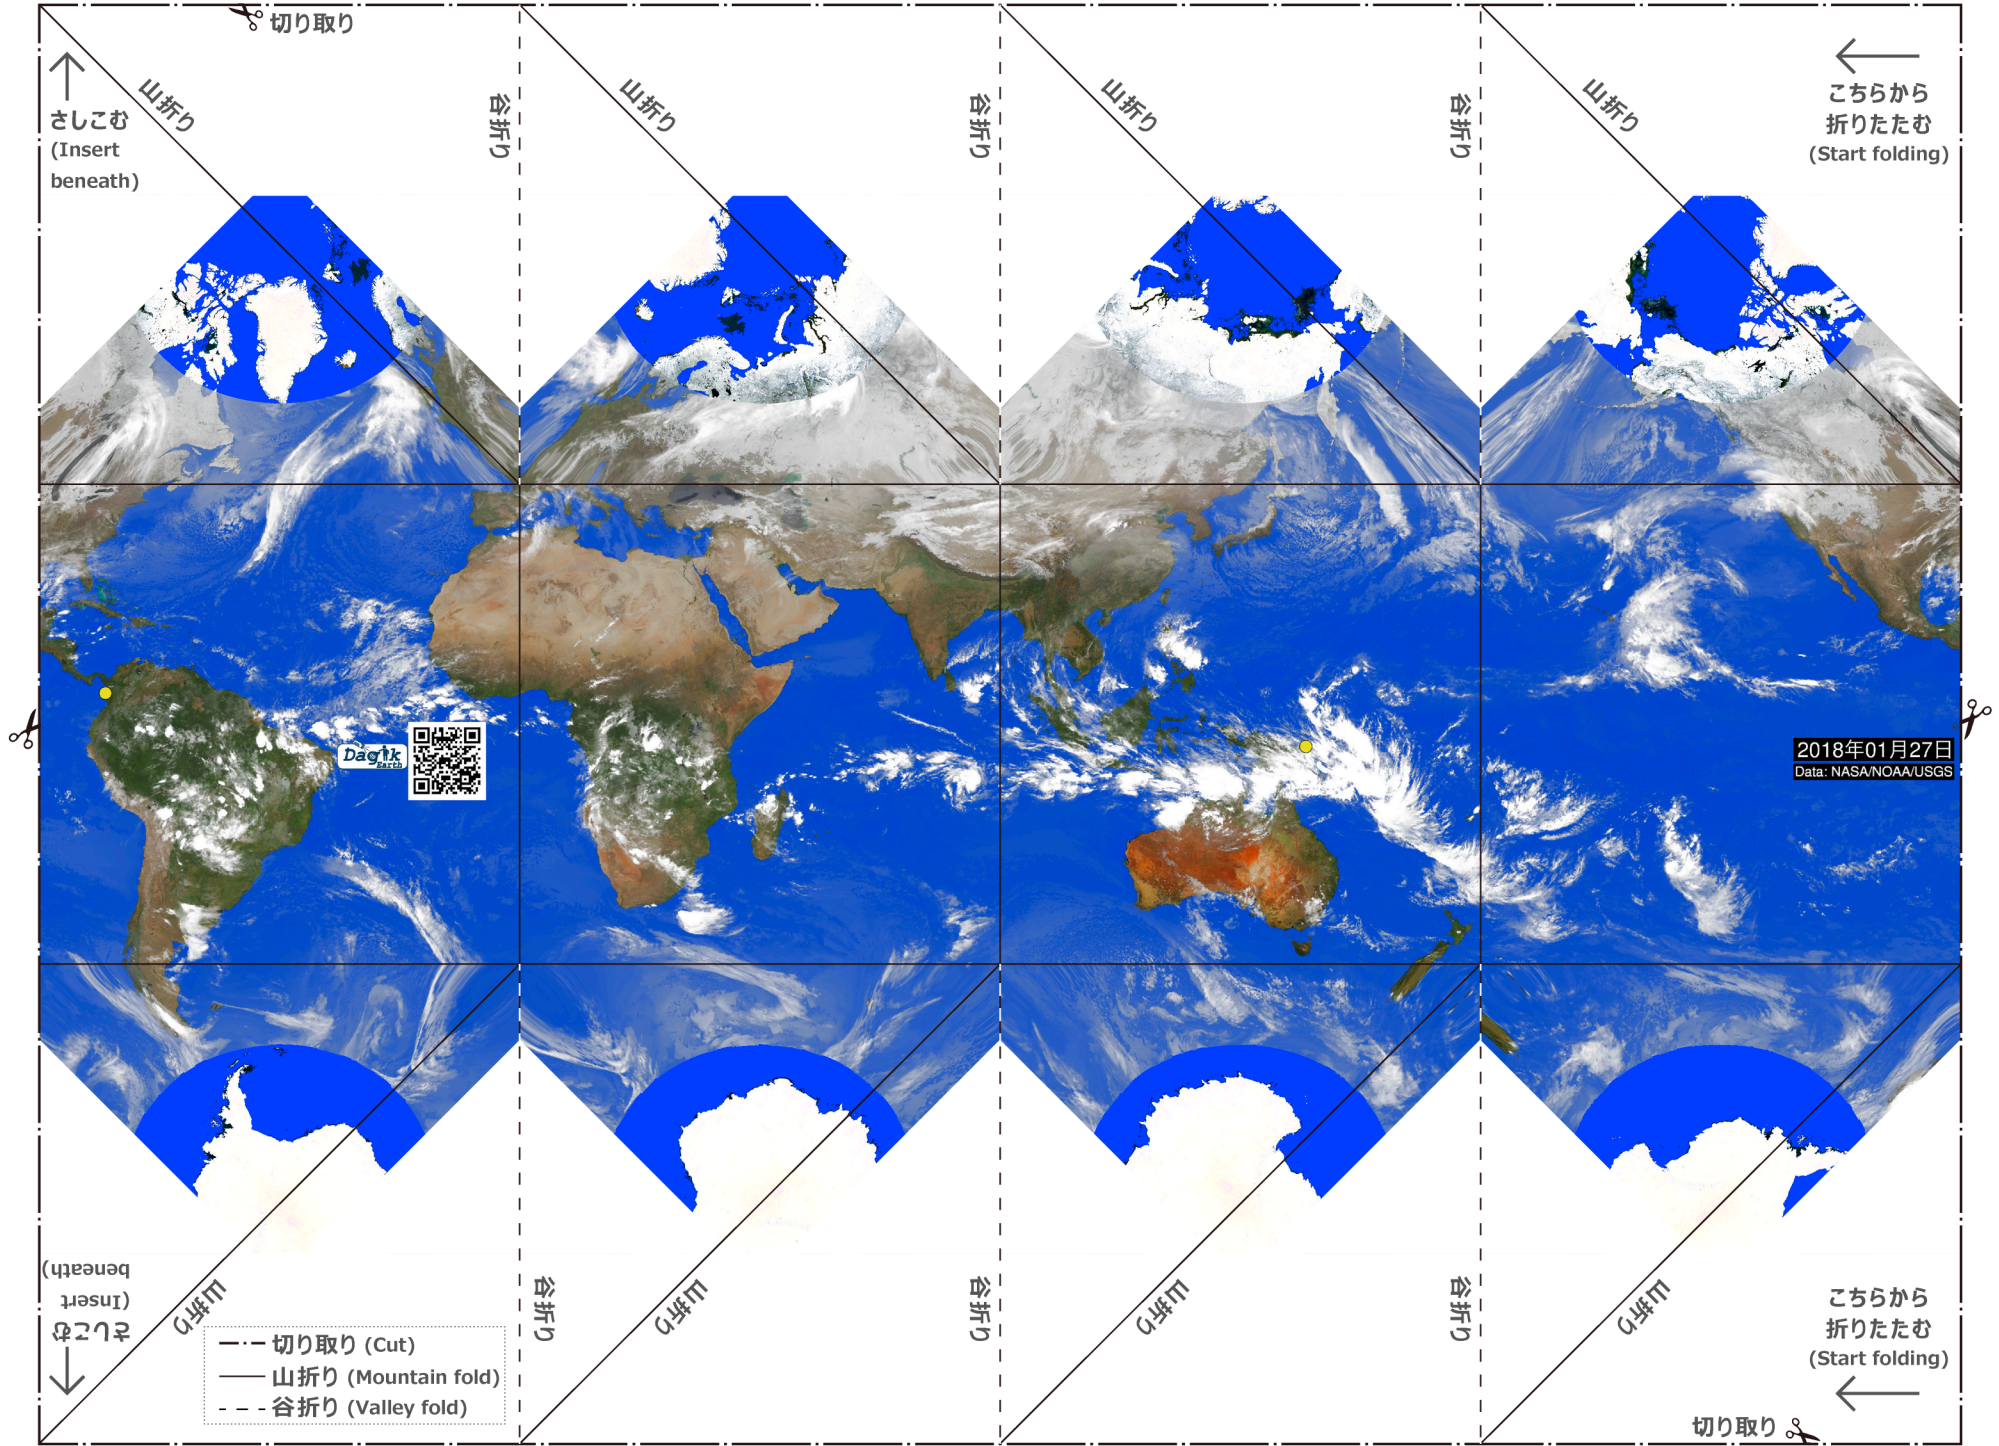 切り取り
さしこむ
(Insert
beneath)
山折り
谷折り
山折り
谷折り
山折り
谷折り
山折り
こちらから
折りたたむ
(Start folding)
Dagik
Earth
2018年01月27日
Data: NASA/NOAA/USGS
さしこむ
(Insert
beneath)
山折り
谷折り
山折り
谷折り
山折り
谷折り
山折り
こちらから
折りたたむ
(Start folding)
切り取り (Cut)
山折り (Mountain fold)
谷折り (Valley fold)
切り取り